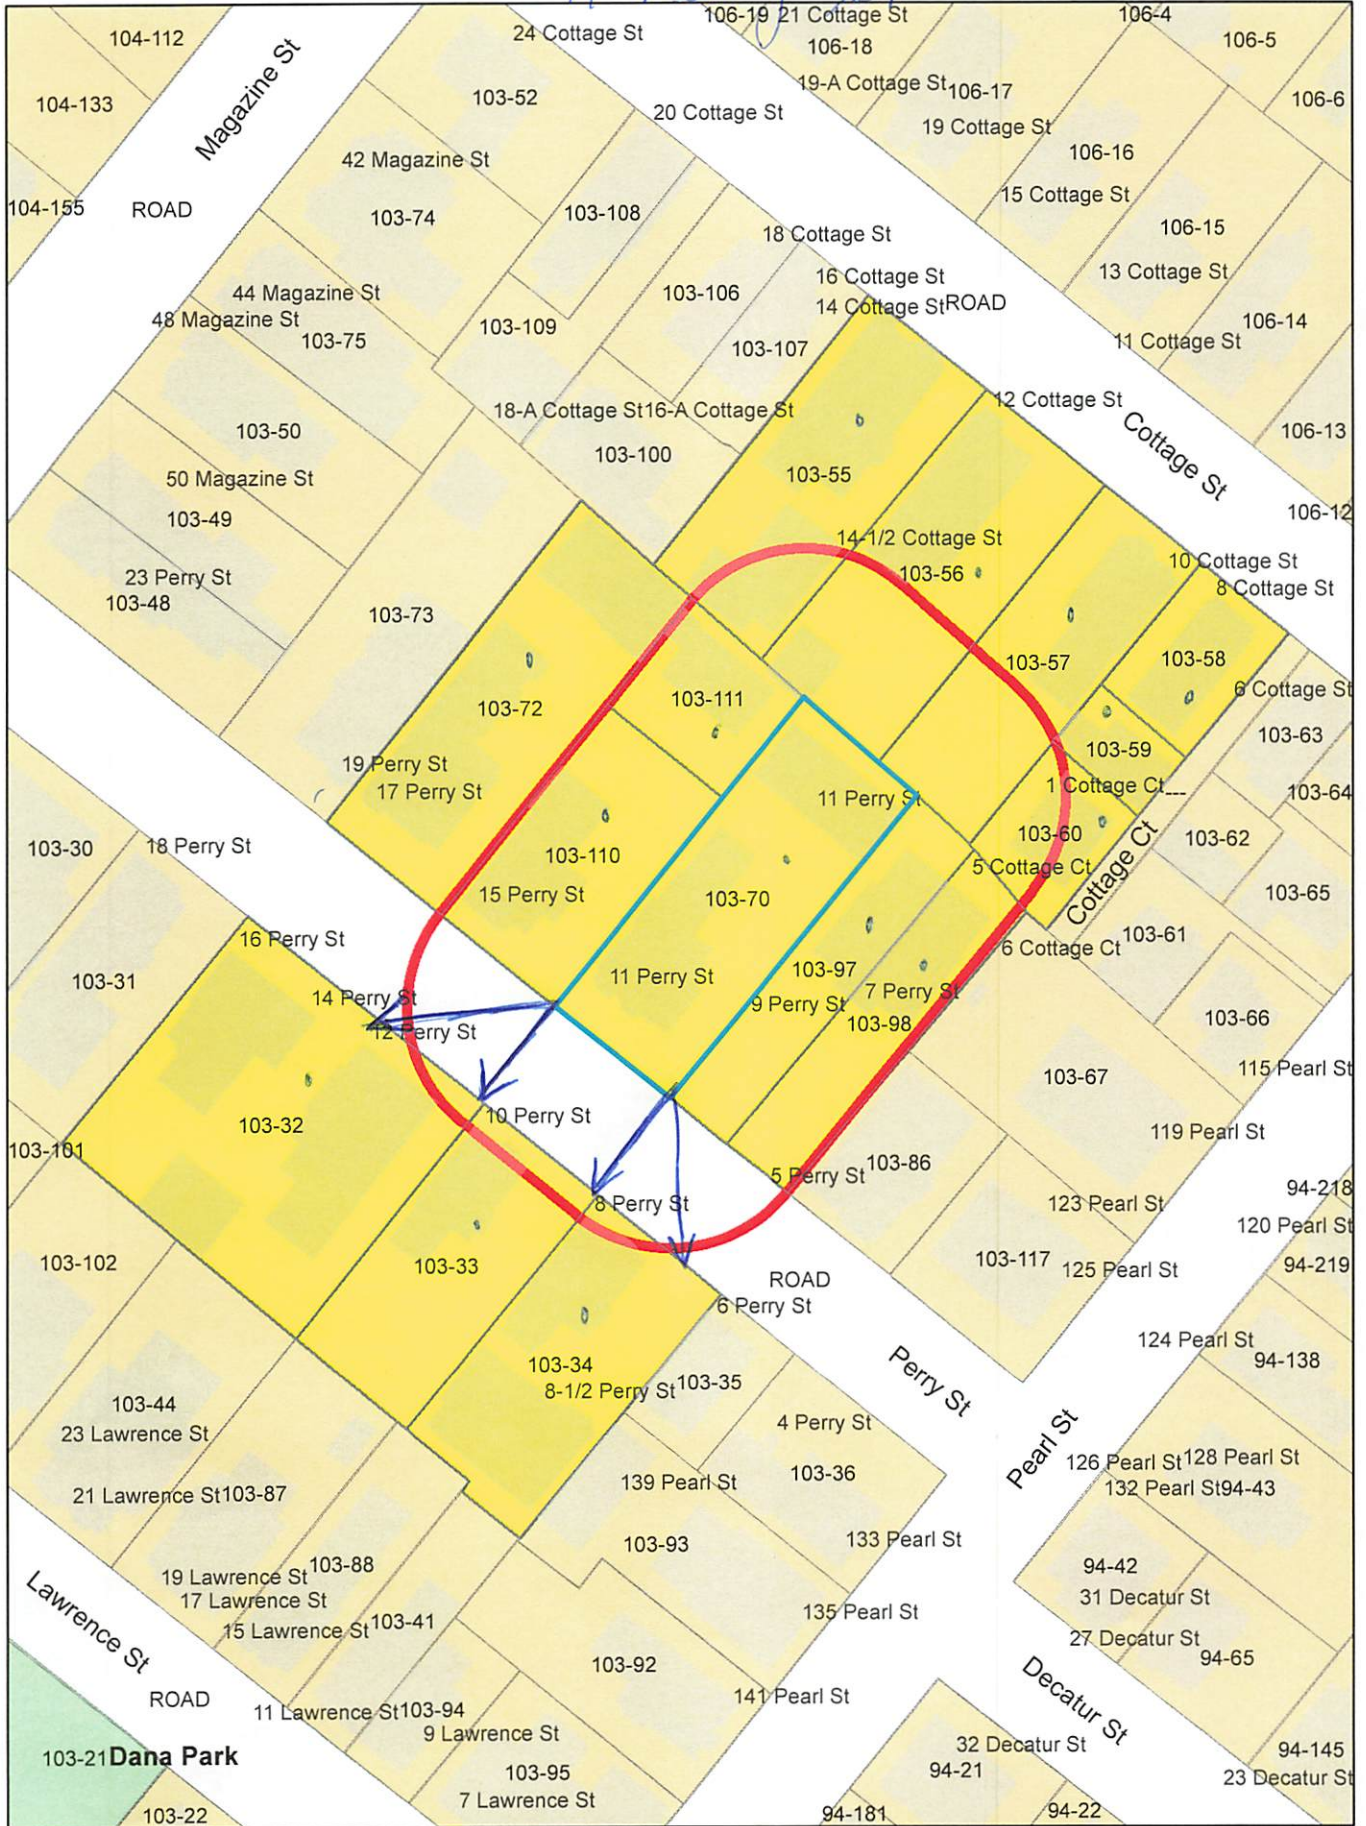 106-19 21 Cottage St
106-4
24 Cottage St
104-112
106-18
106-5
Magazine St
103-52
19-A Cottage St
106-17
104-133
106-6
20 Cottage St
19 Cottage St
42 Magazine St
106-16
15 Cottage St
104-155
ROAD
103-74
103-108
18 Cottage St
106-15
13 Cottage St
16 Cottage St
44 Magazine St
103-106
14 Cottage St
ROAD
48 Magazine St
103-75
103-109
106-14
103-107
11 Cottage St
12 Cottage St
18-A Cottage St
16-A Cottage St
103-50
Cottage St
106-13
103-100
103-55
50 Magazine St
103-49
106-12
14-1/2 Cottage St
10 Cottage St
23 Perry St
103-56
8 Cottage St
103-48
103-73
103-57
103-58
6 Cottage St
103-111
103-72
103-63
103-59
19 Perry St
1 Cottage Ct
17 Perry St
11 Perry St
103-64
103-60
103-62
103-30
18 Perry St
103-110
5 Cottage Ct
Cottage Ct
15 Perry St
103-70
103-65
16 Perry St
6 Cottage Ct
103-61
103-31
11 Perry St
103-97
14 Perry St
9 Perry St
7 Perry St
12 Perry St
103-98
103-66
115 Pearl St
103-67
10 Perry St
103-32
119 Pearl St
103-101
103-86
5 Perry St
8 Perry St
123 Pearl St
94-218
120 Pearl St
103-102
103-33
103-117
125 Pearl St
94-219
ROAD
6 Perry St
124 Pearl St
103-34
94-138
8-1/2 Perry St
103-35
Perry St
103-44
23 Lawrence St
4 Perry St
Pearl St
126 Pearl St
128 Pearl St
103-36
139 Pearl St
132 Pearl St
94-43
21 Lawrence St
103-87
103-93
133 Pearl St
94-42
19 Lawrence St
103-88
31 Decatur St
17 Lawrence St
135 Pearl St
15 Lawrence St
103-41
27 Decatur St
Lawrence St
94-65
103-92
ROAD
141 Pearl St
Decatur St
11 Lawrence St
103-94
9 Lawrence St
32 Decatur St
103-21
Dana Park
94-21
94-145
103-95
23 Decatur St
7 Lawrence St
103-22
94-181
94-22